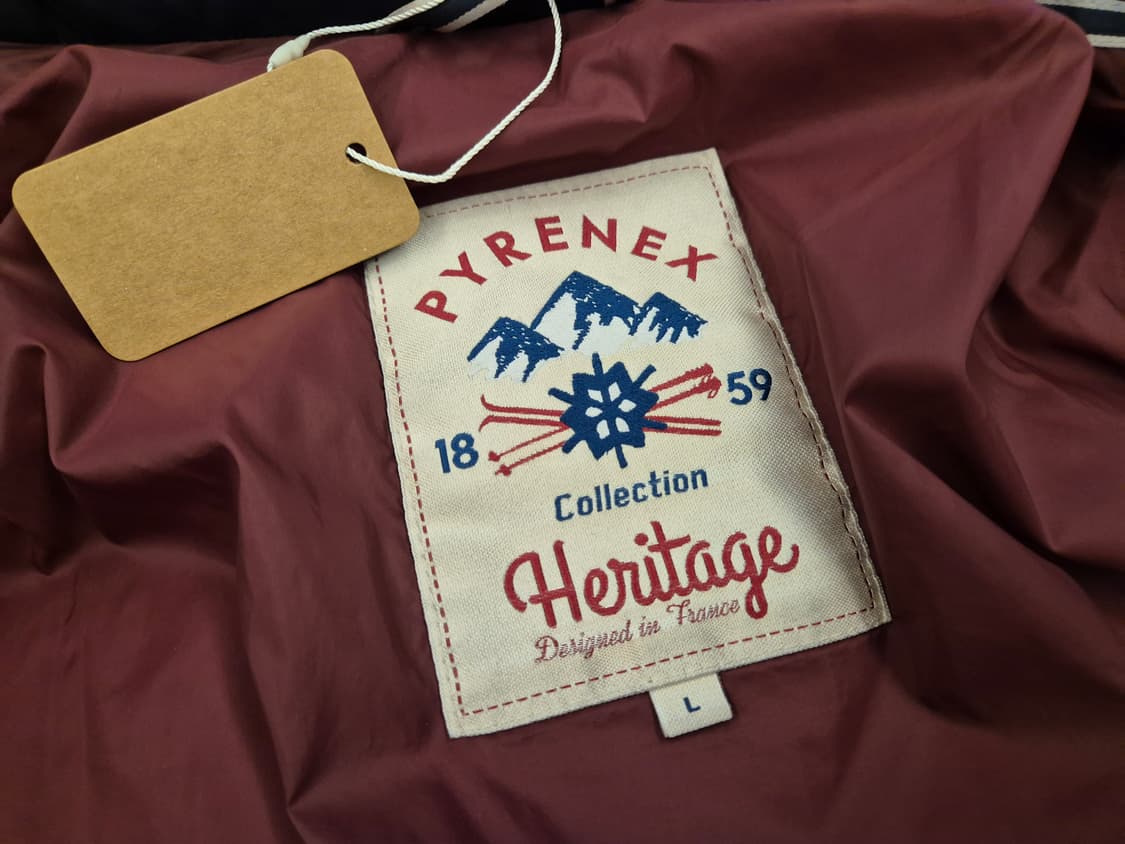 PYRENEX
18 59
Collection
Heritage
Designed in France
L